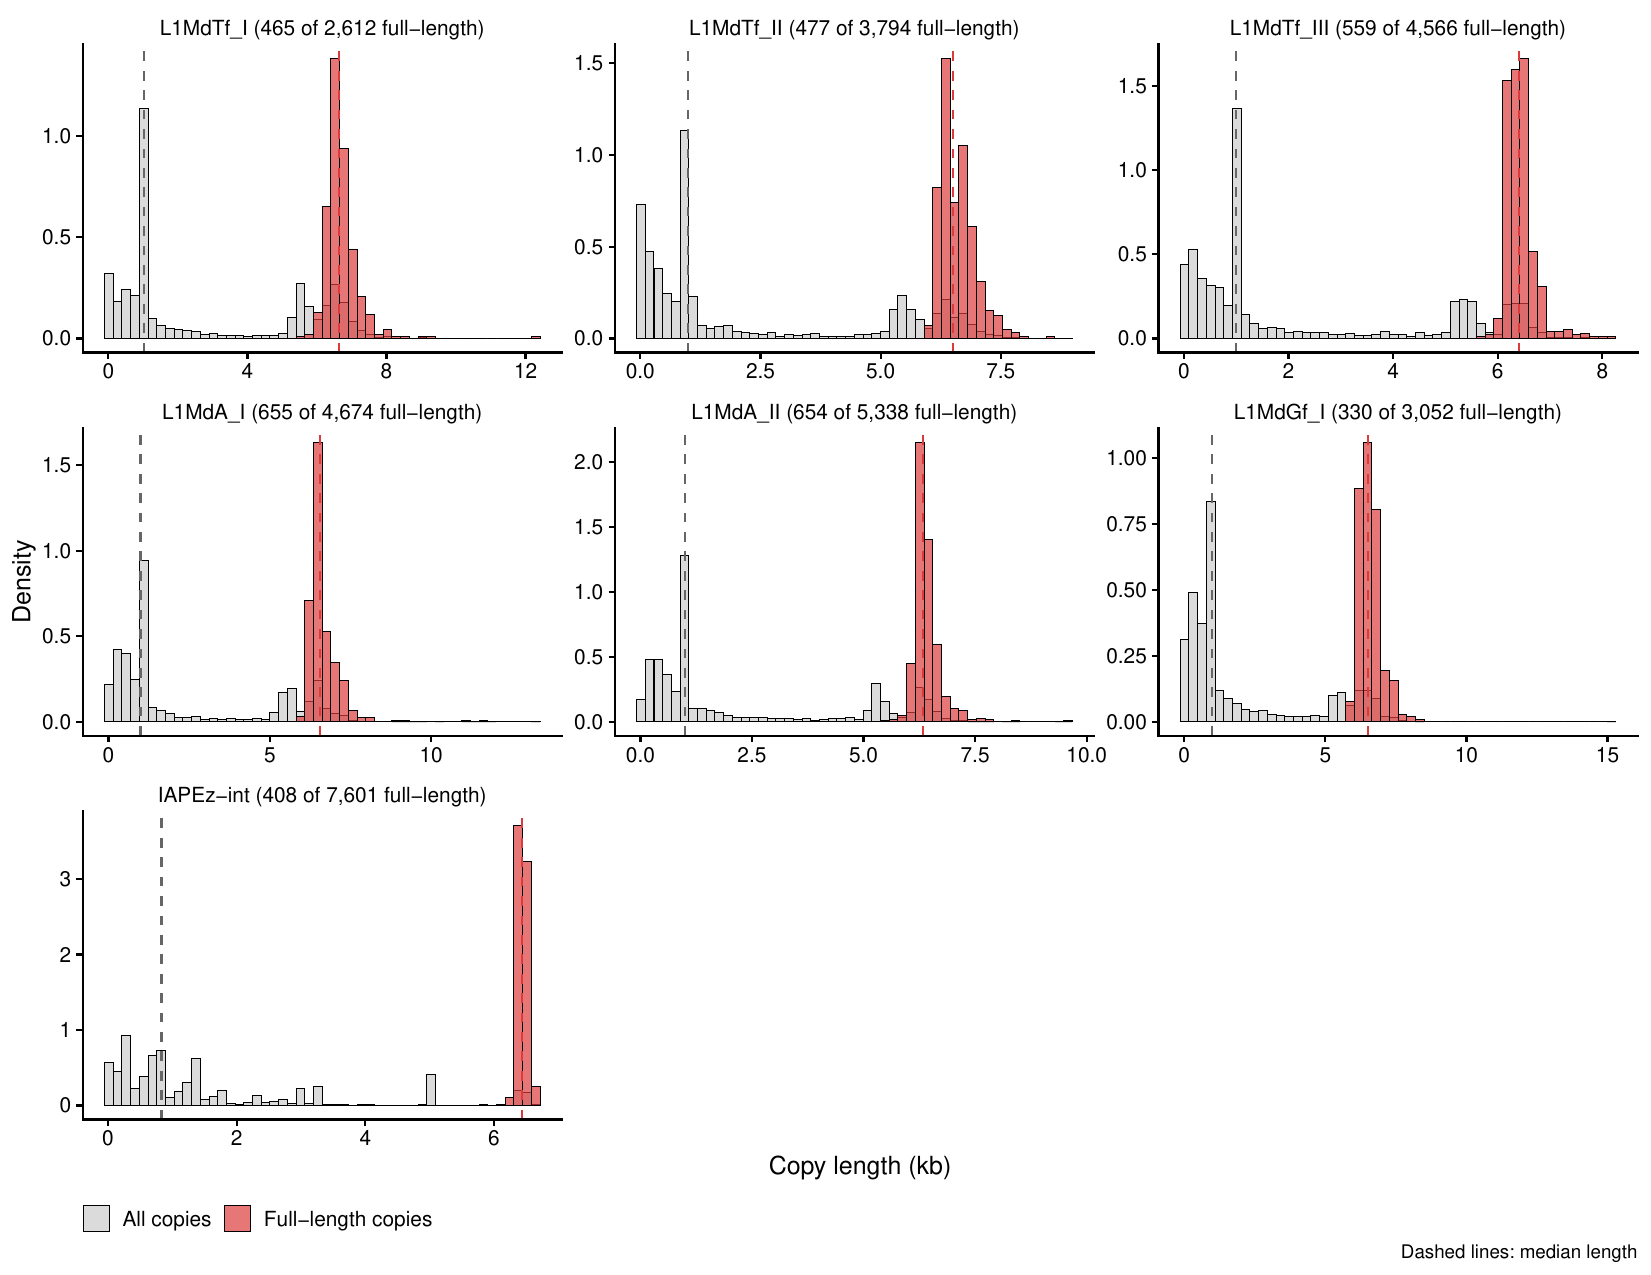 L1MdTf_I (465 of 2,612 full−length)
L1MdTf_II (477 of 3,794 full−length)
L1MdTf_III (559 of 4,566 full−length)
1.0
0.5
0.0
1.5
1.0
0.5
0.0
1.5
1.0
0.5
0.0
0 4 8 12
0.0 2.5 5.0 7.5
0 2 4 6 8
L1MdA_I (655 of 4,674 full−length)
L1MdA_II (654 of 5,338 full−length)
L1MdGf_I (330 of 3,052 full−length)
1.5
1.0
0.5
0.0
2.0
1.5
1.0
0.5
0.0
1.00
0.75
0.50
0.25
0.00
0 5 10
0.0 2.5 5.0 7.5 10.0
0 5 10 15
Density
IAPEz−int (408 of 7,601 full−length)
3
2
1
0
0 2 4 6
Copy length (kb)
All copies
Full−length copies
Dashed lines: median length